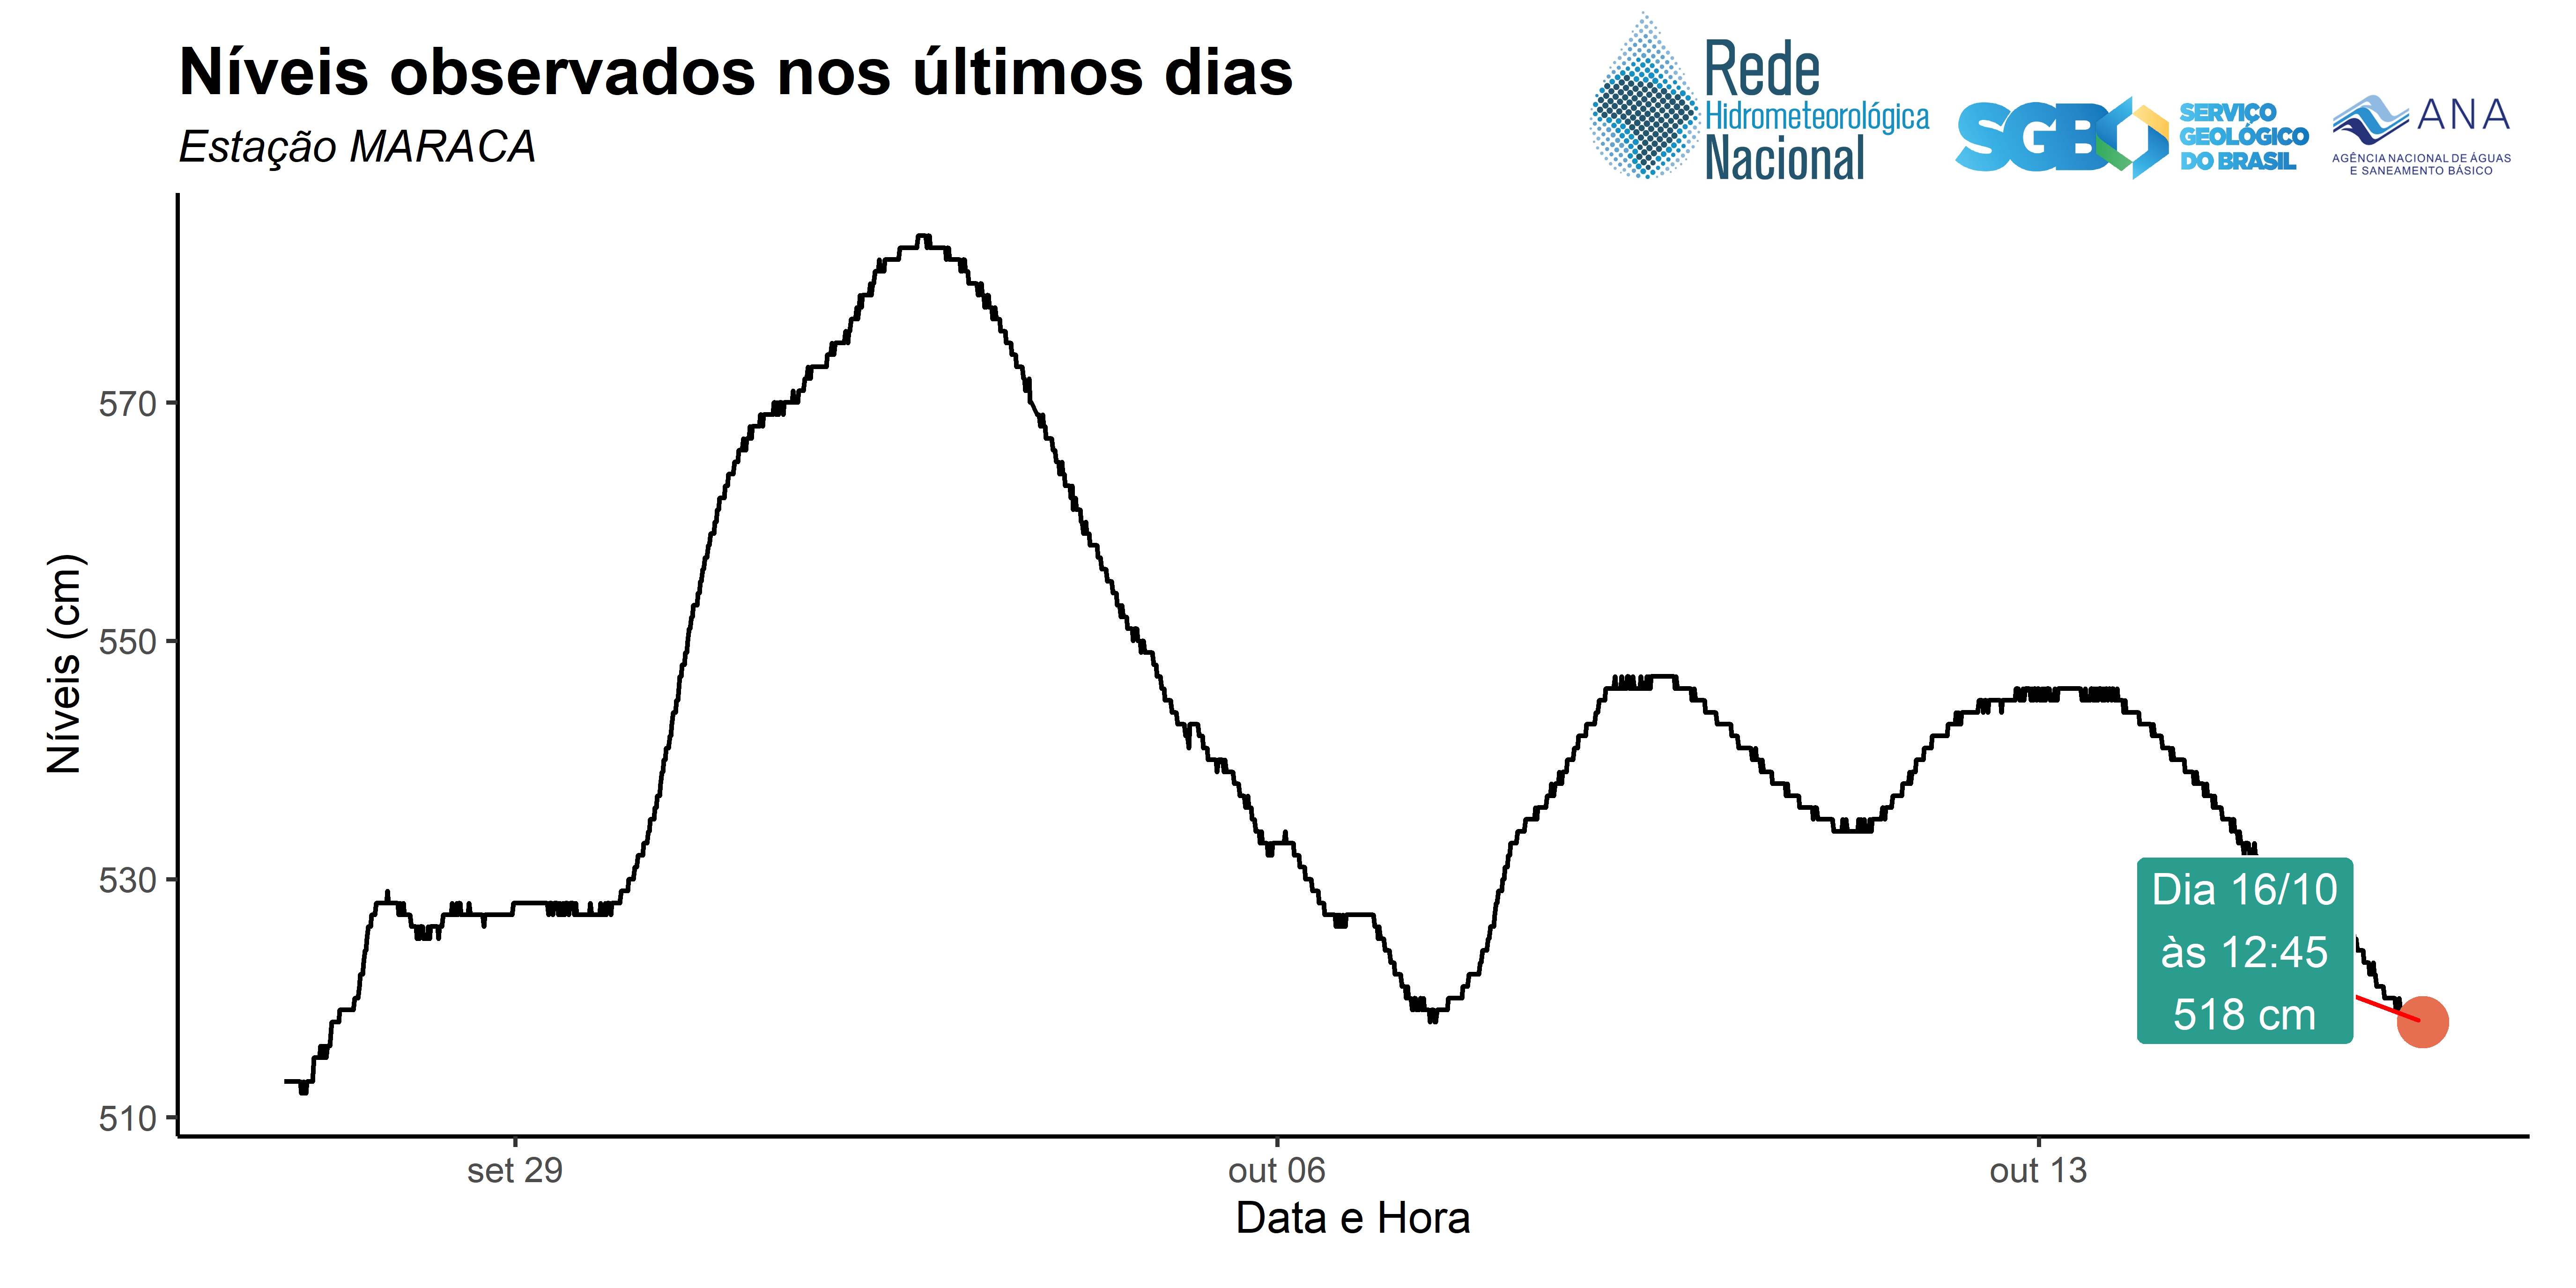 Níveis observados nos últimos dias
Estação MARACA
Rede
Hidrometeorológica
Nacional
SGB
SERVIÇO
GEOLÓGICO
DO BRASIL
ANA
AGÊNCIA NACIONAL DE ÁGUAS
E SANEAMENTO BÁSICO
Níveis (cm)
570
550
530
510
Dia 16/10
às 12:45
518 cm
set 29
out 06
out 13
Data e Hora